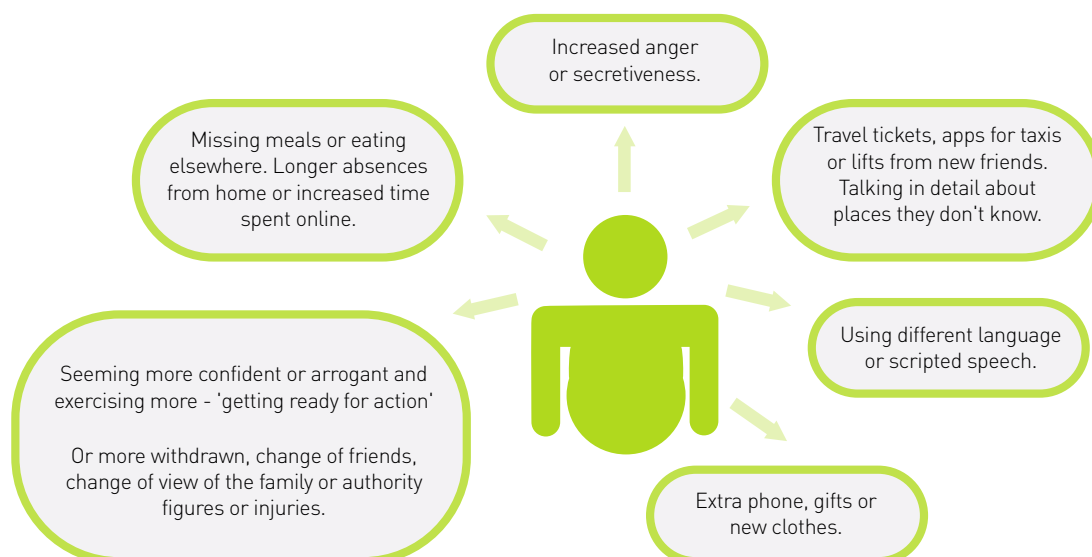 Increased anger
or secretiveness.
Missing meals or eating
elsewhere. Longer absences
from home or increased time
spent online.
Travel tickets, apps for taxis
or lifts from new friends.
Talking in detail about
places they don't know.
Using different language
or scripted speech.
Seeming more confident or arrogant and
exercising more - 'getting ready for action'
Or more withdrawn, change of friends,
change of view of the family or authority
figures or injuries.
Extra phone, gifts or
new clothes.